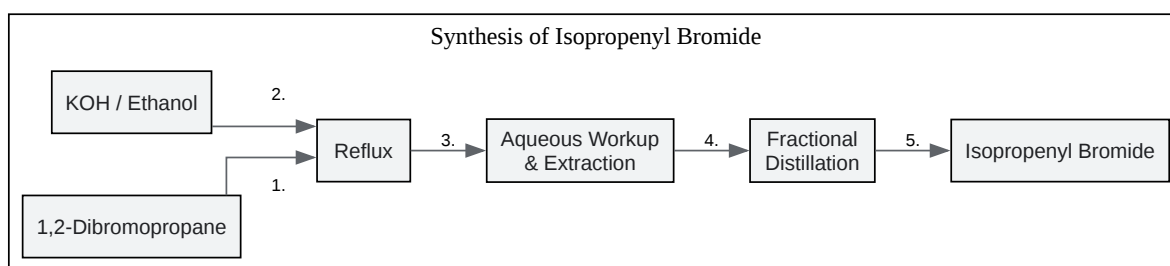 Synthesis of Isopropenyl Bromide
KOH / Ethanol
2.
1,2-Dibromopropane
1.
Reflux
3.
Aqueous Workup
& Extraction
4.
Fractional
Distillation
5.
Isopropenyl Bromide